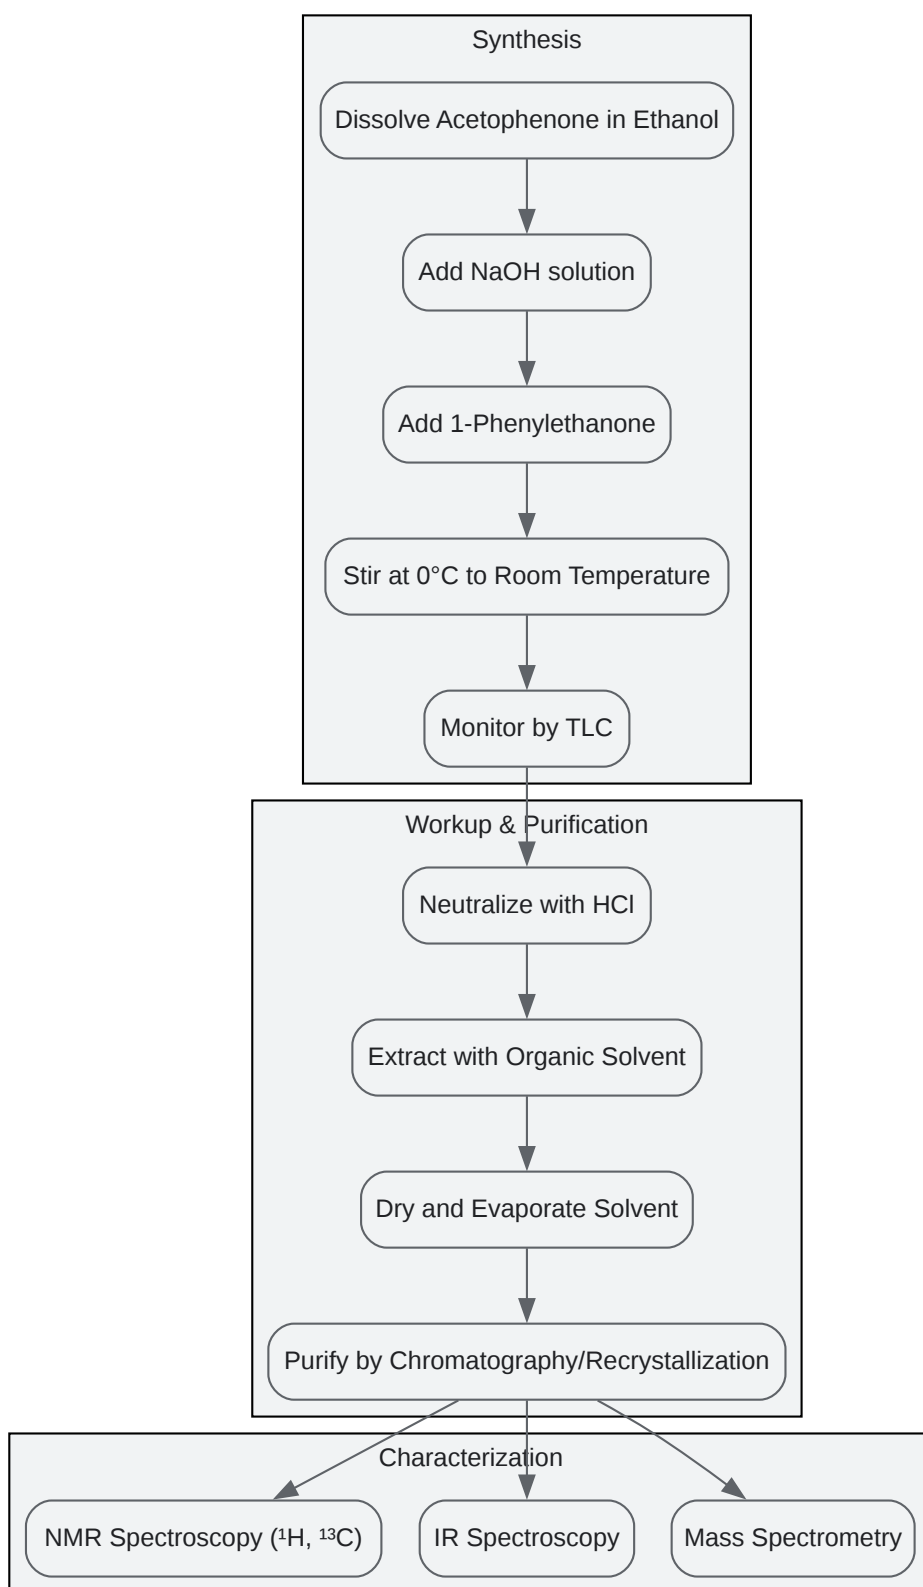 Synthesis
Dissolve Acetophenone in Ethanol
Add NaOH solution
Add 1-Phenylethanone
Stir at 0°C to Room Temperature
Monitor by TLC
Workup & Purification
Neutralize with HCl
Extract with Organic Solvent
Dry and Evaporate Solvent
Purify by Chromatography/Recrystallization
Characterization
NMR Spectroscopy (¹H, ¹³C)
IR Spectroscopy
Mass Spectrometry